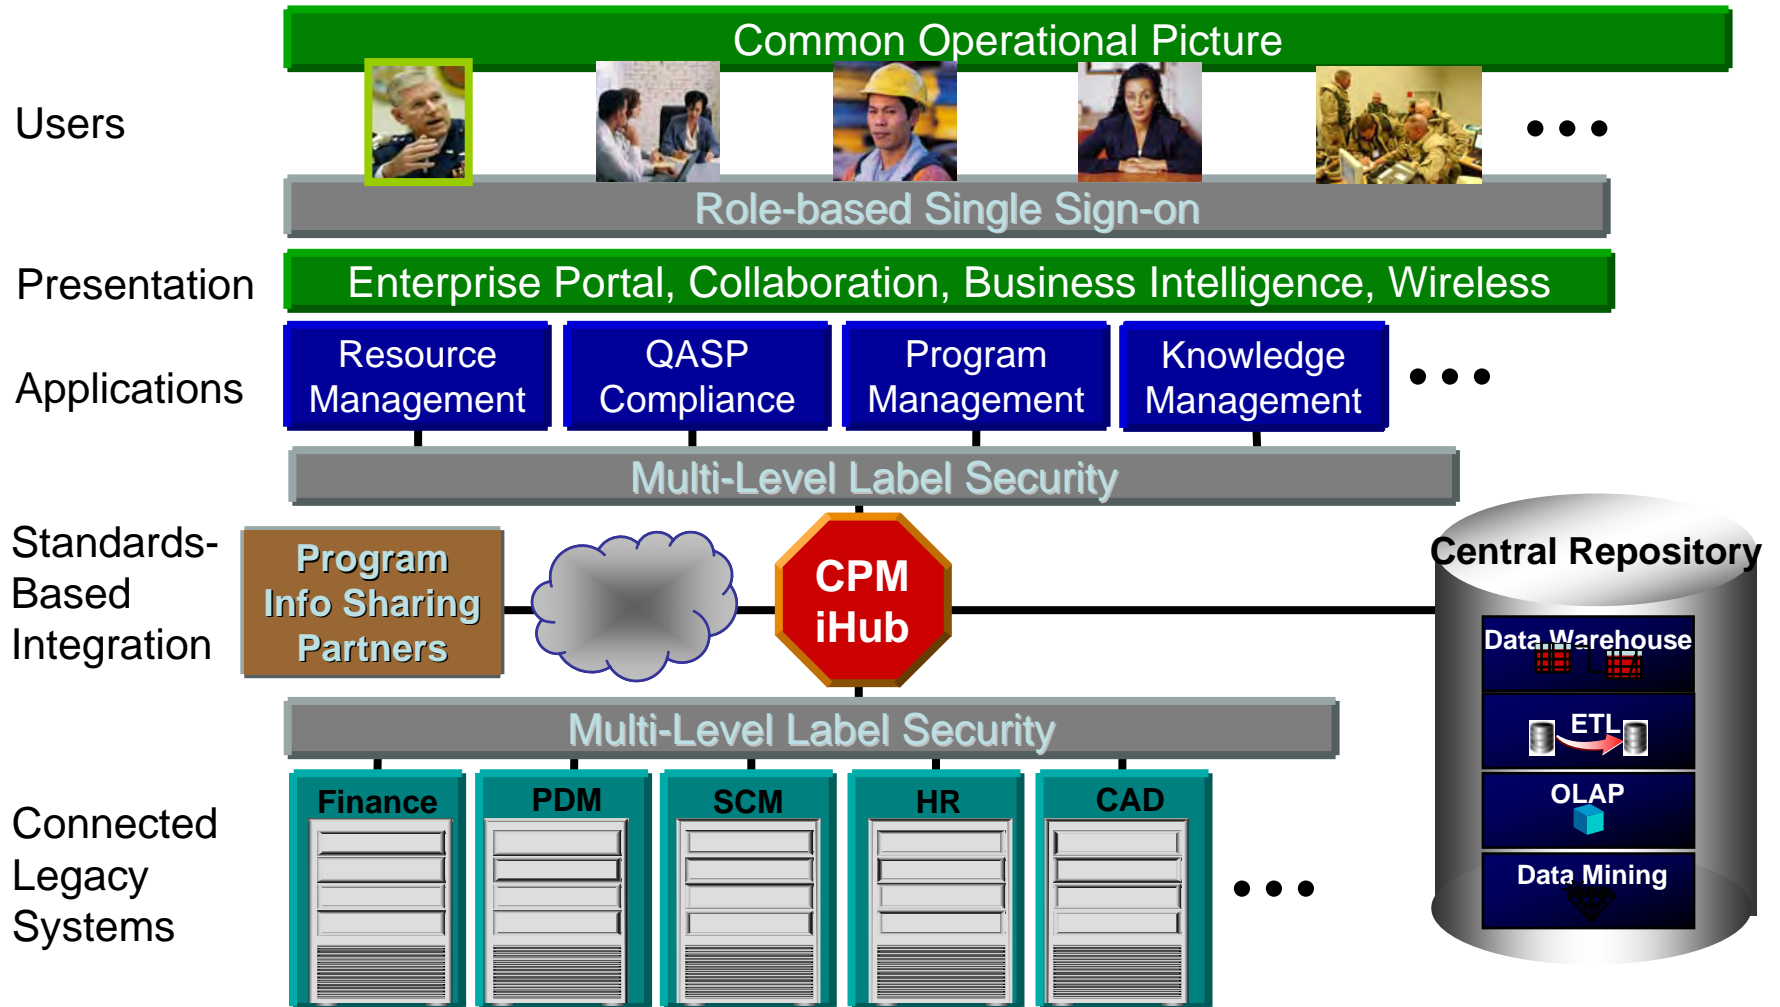 Common Operational Picture
Users
Role-based Single Sign-on
Presentation
Enterprise Portal, Collaboration, Business Intelligence, Wireless
Applications
Resource
Management
QASP
Compliance
Program
Management
Knowledge
Management
Multi-Level Label Security
Standards-
Based
Integration
Program
Info Sharing
Partners
CPM
iHub
Central Repository
Data Warehouse
ETL
OLAP
Data Mining
Multi-Level Label Security
Connected
Legacy
Systems
Finance
PDM
SCM
HR
CAD